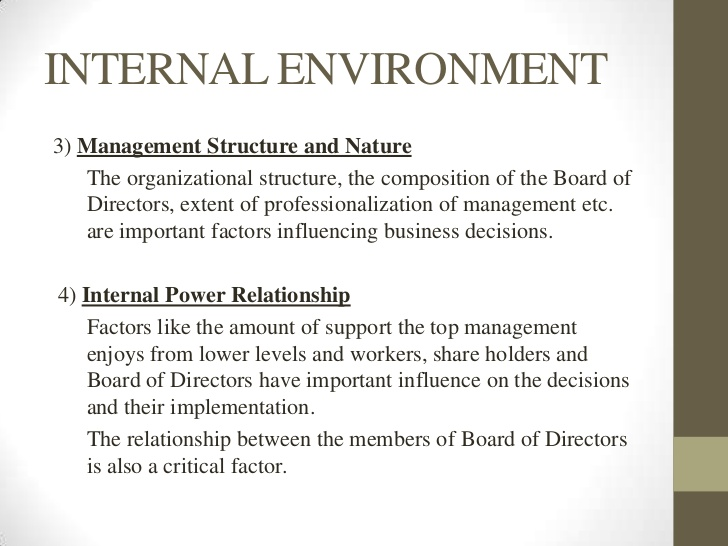 INTERNAL ENVIRONMENT
3) Management Structure and Nature
The organizational structure, the composition of the Board of
Directors, extent of professionalization of management etc.
are important factors influencing business decisions.
4) Internal Power Relationship
Factors like the amount of support the top management
enjoys from lower levels and workers, share holders and
Board of Directors have important influence on the decisions
and their implementation.
The relationship between the members of Board of Directors
is also a critical factor.